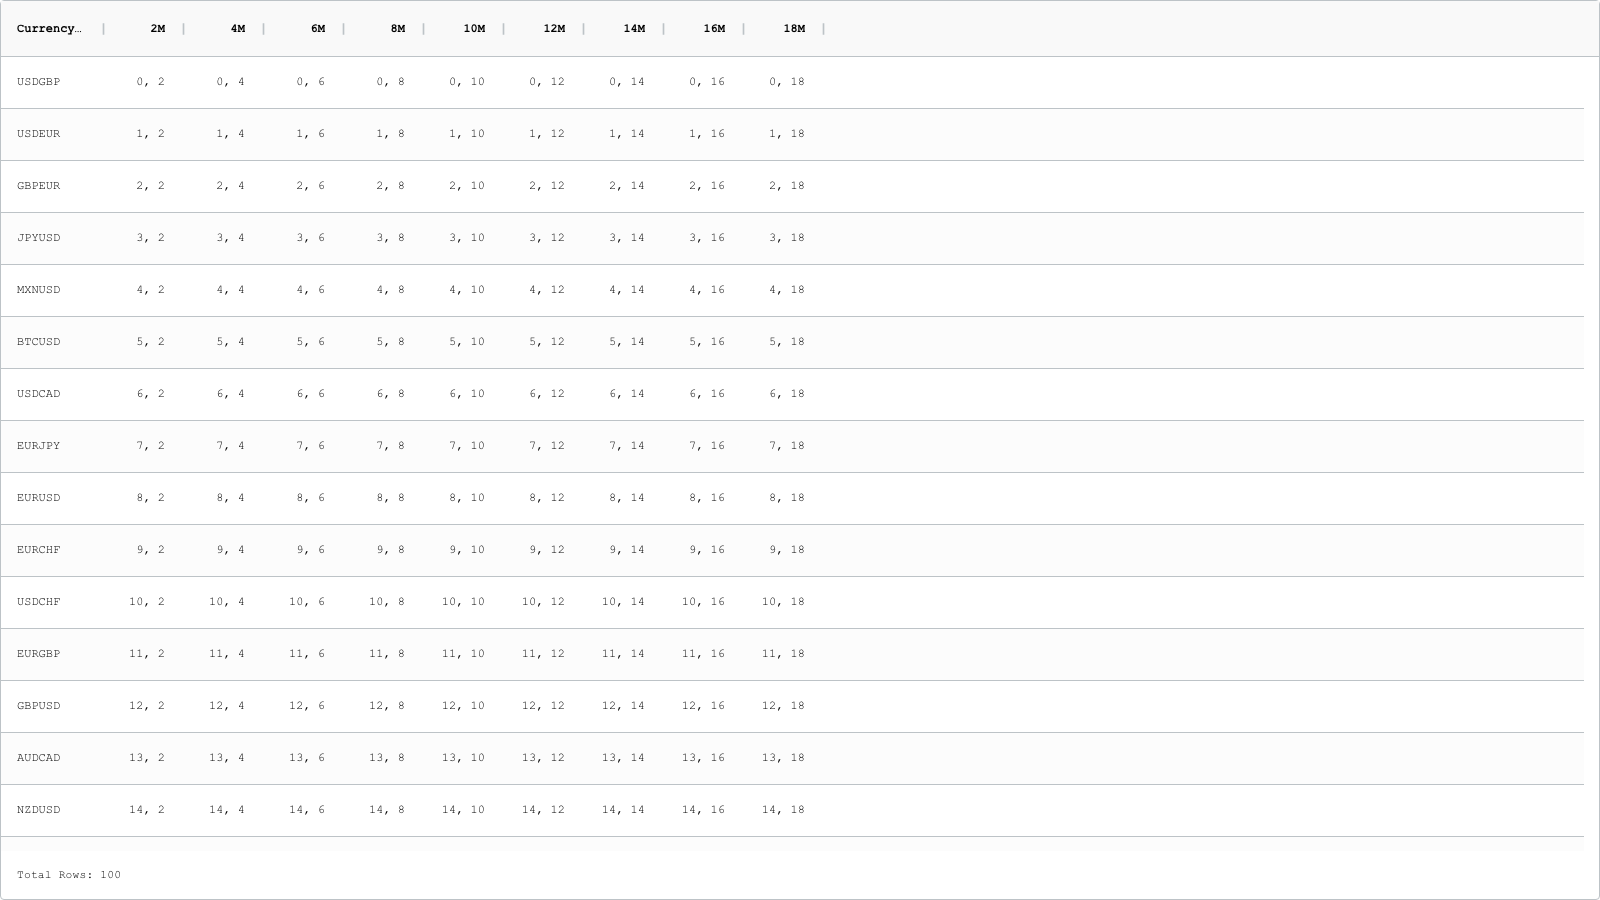 Currency… 2M 4M 6M 8M 10M 12M 14M 16M 18M
USDGBP 0, 2 0, 4 0, 6 0, 8 0, 10 0, 12 0, 14 0, 16 0, 18
USDEUR 1, 2 1, 4 1, 6 1, 8 1, 10 1, 12 1, 14 1, 16 1, 18
GBPEUR 2, 2 2, 4 2, 6 2, 8 2, 10 2, 12 2, 14 2, 16 2, 18
JPYUSD 3, 2 3, 4 3, 6 3, 8 3, 10 3, 12 3, 14 3, 16 3, 18
MXNUSD 4, 2 4, 4 4, 6 4, 8 4, 10 4, 12 4, 14 4, 16 4, 18
BTCUSD 5, 2 5, 4 5, 6 5, 8 5, 10 5, 12 5, 14 5, 16 5, 18
USDCAD 6, 2 6, 4 6, 6 6, 8 6, 10 6, 12 6, 14 6, 16 6, 18
EURJPY 7, 2 7, 4 7, 6 7, 8 7, 10 7, 12 7, 14 7, 16 7, 18
EURUSD 8, 2 8, 4 8, 6 8, 8 8, 10 8, 12 8, 14 8, 16 8, 18
EURCHF 9, 2 9, 4 9, 6 9, 8 9, 10 9, 12 9, 14 9, 16 9, 18
USDCHF 10, 2 10, 4 10, 6 10, 8 10, 10 10, 12 10, 14 10, 16 10, 18
EURGBP 11, 2 11, 4 11, 6 11, 8 11, 10 11, 12 11, 14 11, 16 11, 18
GBPUSD 12, 2 12, 4 12, 6 12, 8 12, 10 12, 12 12, 14 12, 16 12, 18
AUDCAD 13, 2 13, 4 13, 6 13, 8 13, 10 13, 12 13, 14 13, 16 13, 18
NZDUSD 14, 2 14, 4 14, 6 14, 8 14, 10 14, 12 14, 14 14, 16 14, 18
Total Rows: 100